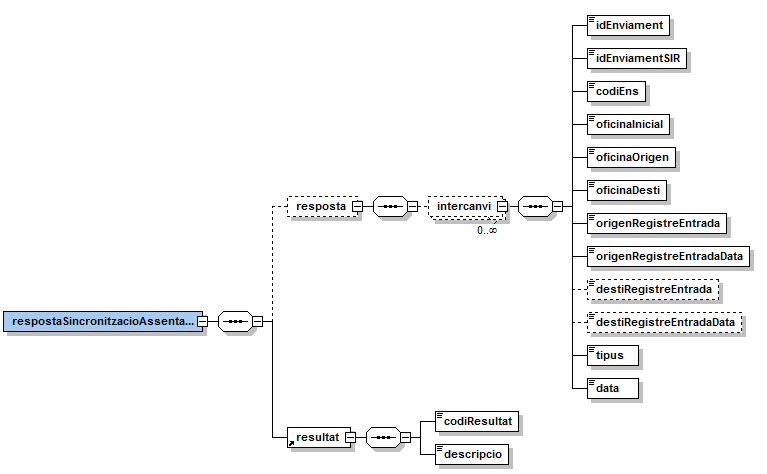 respostaSincronitzacioAssenta...
resposta
intercanvi
0..∞
idEnviament
idEnviamentSIR
codiEns
oficinaInicial
oficinaOrigen
oficinaDesti
origenRegistreEntrada
origenRegistreEntradaData
destiRegistreEntrada
destiRegistreEntradaData
tipus
data
resultat
codiResultat
descripcio